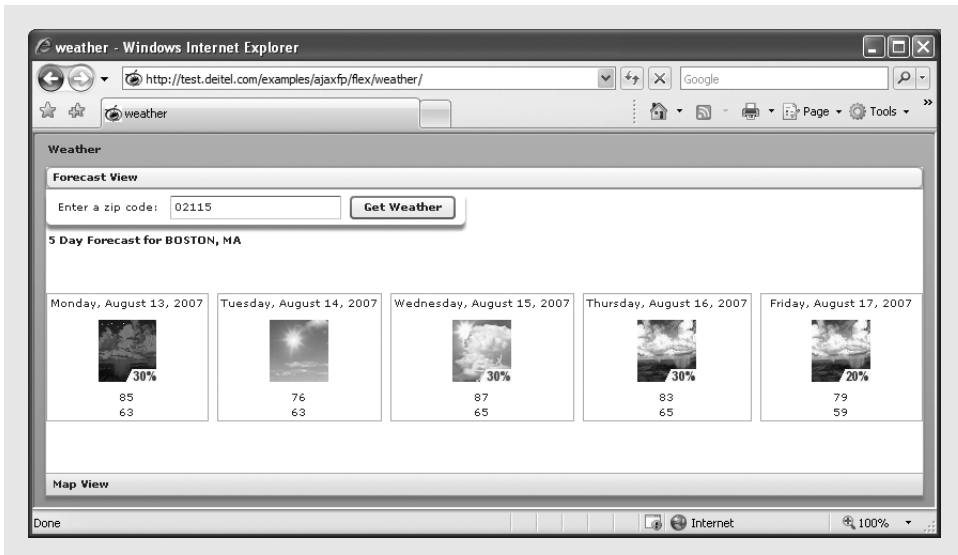 weather - Windows Internet Explorer
http://test.deitel.com/examples/ajaxfp/flex/weather/
Google
weather
Page
Tools
»
Weather
Forecast View
Enter a zip code: 02115 Get Weather
5 Day Forecast for BOSTON, MA
Monday, August 13, 2007 Tuesday, August 14, 2007 Wednesday, August 15, 2007 Thursday, August 16, 2007 Friday, August 17, 2007
30% 30% 30% 20%
85 76 87 83 79
63 63 65 65 59
Map View
Done Internet 100%